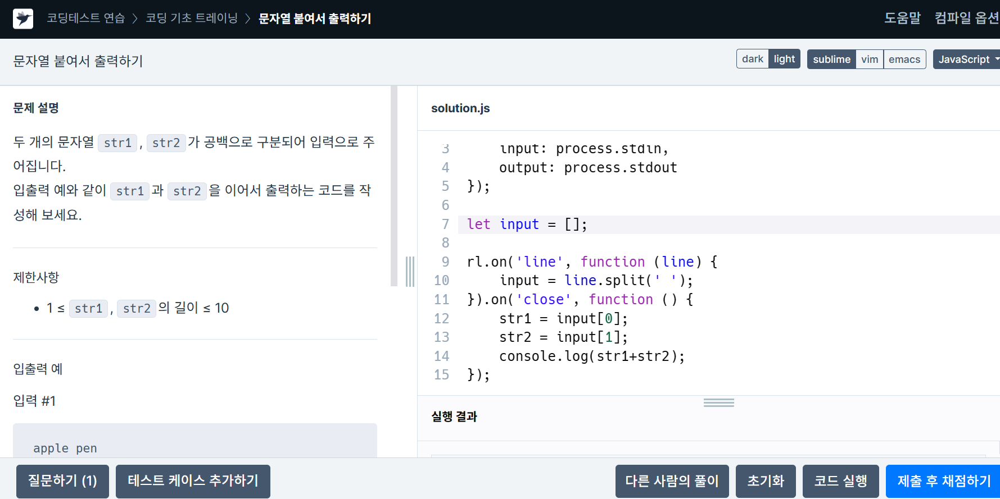 코딩테스트 연습 > 코딩 기초 트레이닝 > 문자열 붙여서 출력하기
도움말 컴파일 옵션
문자열 붙여서 출력하기
dark light sublime vim emacs JavaScript
문제 설명
두 개의 문자열 str1, str2가 공백으로 구분되어 입력으로 주
어집니다.
입출력 예와 같이 str1과 str2을 이어서 출력하는 코드를 작
성해 보세요.
제한사항
• 1 ≤ str1, str2의 길이 ≤ 10
입출력 예
입력 #1
apple pen
solution.js
3     input: process.stdin,
4     output: process.stdout
5 });
6
7 let input = [];
8
9 rl.on('line', function (line) {
10     input = line.split(' ');
11 }).on('close', function () {
12     str1 = input[0];
13     str2 = input[1];
14     console.log(str1+str2);
15 });
실행 결과
질문하기 (1) 테스트 케이스 추가하기 다른 사람의 풀이 초기화 코드 실행 제출 후 채점하기